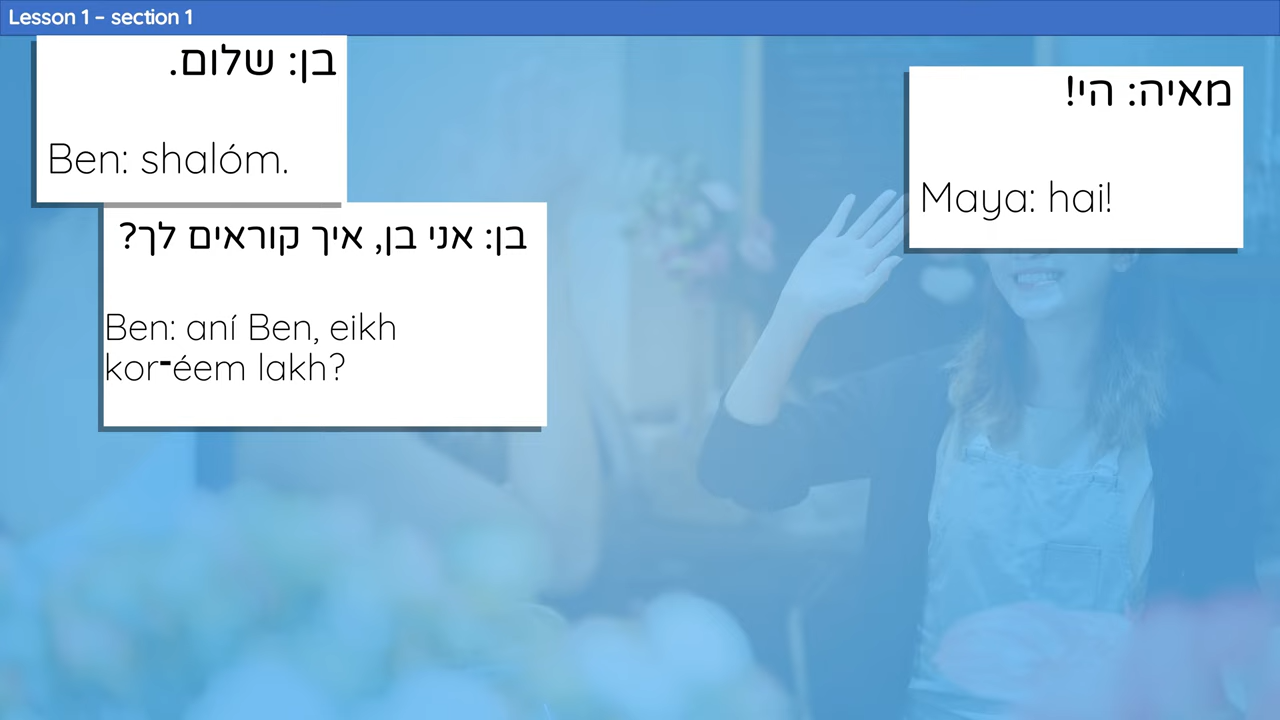 Lesson 1 – section 1
בן: שלום.
Ben: shalóm.
מאיה: היי!
Maya: hai!
בן: אני בן, איך קוראים לך?
Ben: aní Ben, eikh
kor־éem lakh?